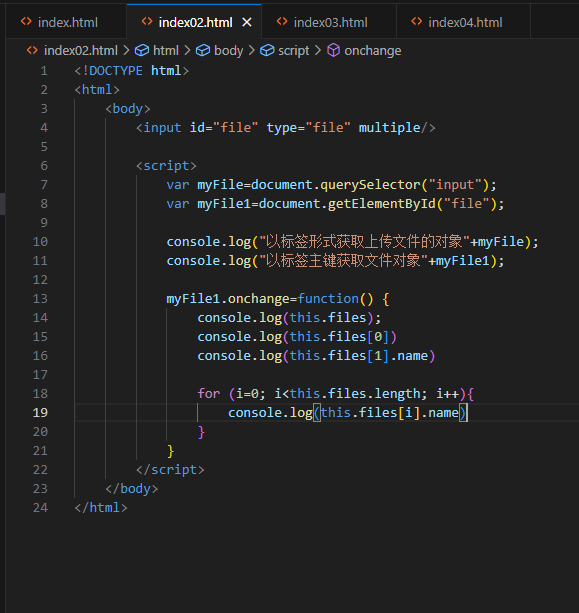 index.html index02.html index03.html index04.html
index02.html > html > body > script > onchange
1 <!DOCTYPE html>
2 <html>
3     <body>
4         <input id="file" type="file" multiple/>
5
6         <script>
7             var myFile=document.querySelector("input");
8             var myFile1=document.getElementById("file");
9
10             console.log("以标签形式获取上传文件的对象"+myFile);
11             console.log("以标签主键获取文件对象"+myFile1);
12
13             myFile1.onchange=function() {
14                 console.log(this.files);
15                 console.log(this.files[0])
16                 console.log(this.files[1].name)
17
18                 for (i=0; i<this.files.length; i++){
19                     console.log(this.files[i].name)
20                 }
21             }
22         </script>
23     </body>
24 </html>